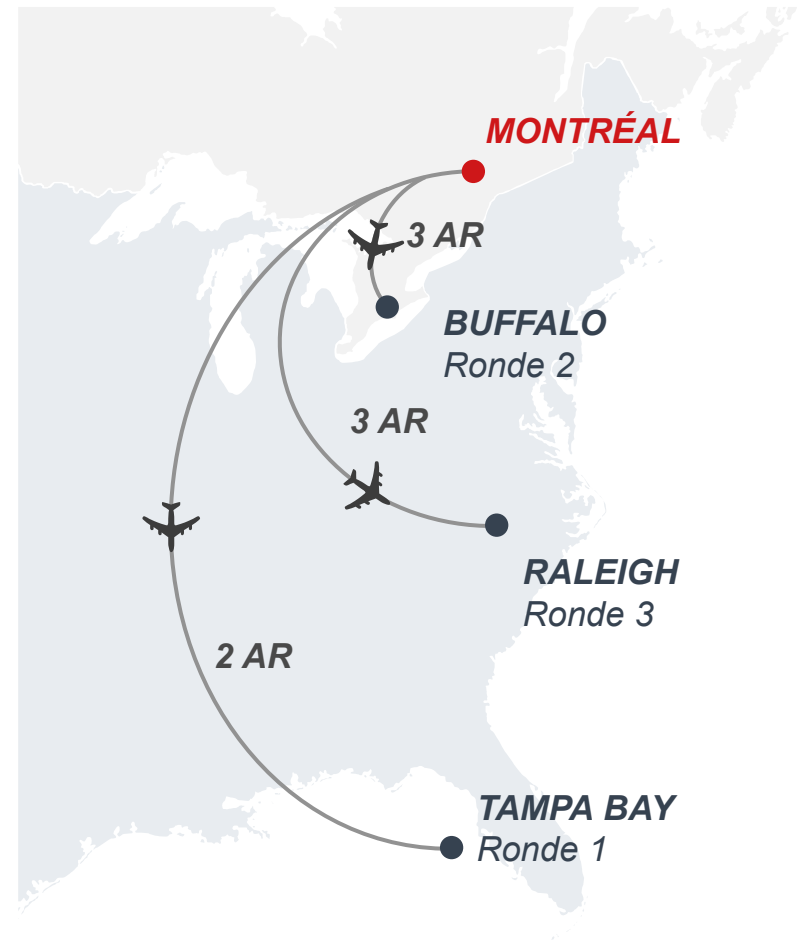 MONTRÉAL
3 AR
BUFFALO
Ronde 2
3 AR
RALEIGH
Ronde 3
2 AR
TAMPA BAY
Ronde 1